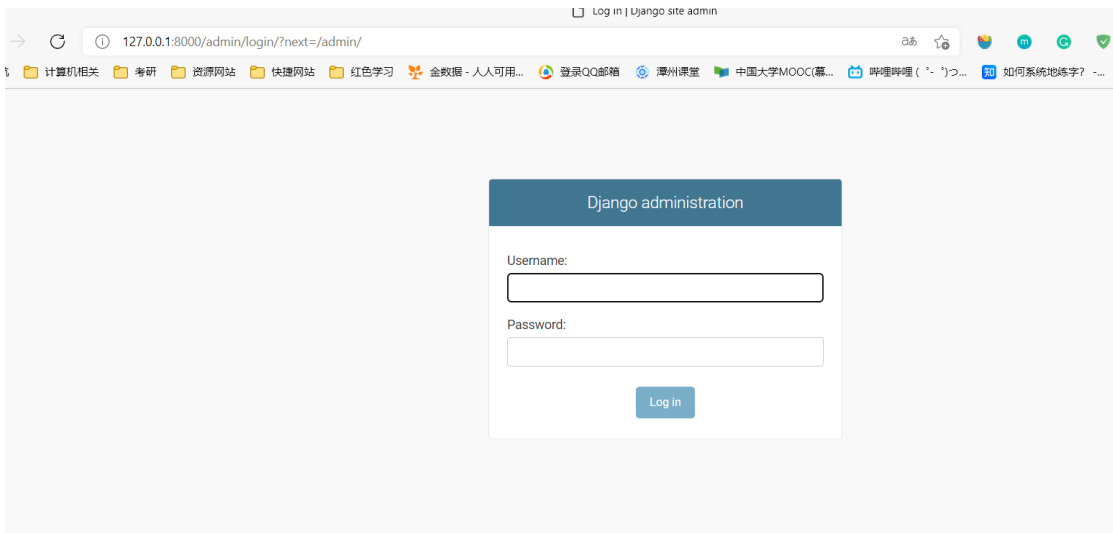 Log in | Django site admin
127.0.0.1:8000/admin/login/?next=/admin/
计算机相关 考研 资源网站 快捷网站 红色学习 金数据 - 人人可用... 登录QQ邮箱 潭州课堂 中国大学MOOC(慕... 哔哩哔哩 ( ゜- ゜)つ... 知 如何系统地练字? -...
Django administration
Username:
Password:
Log in